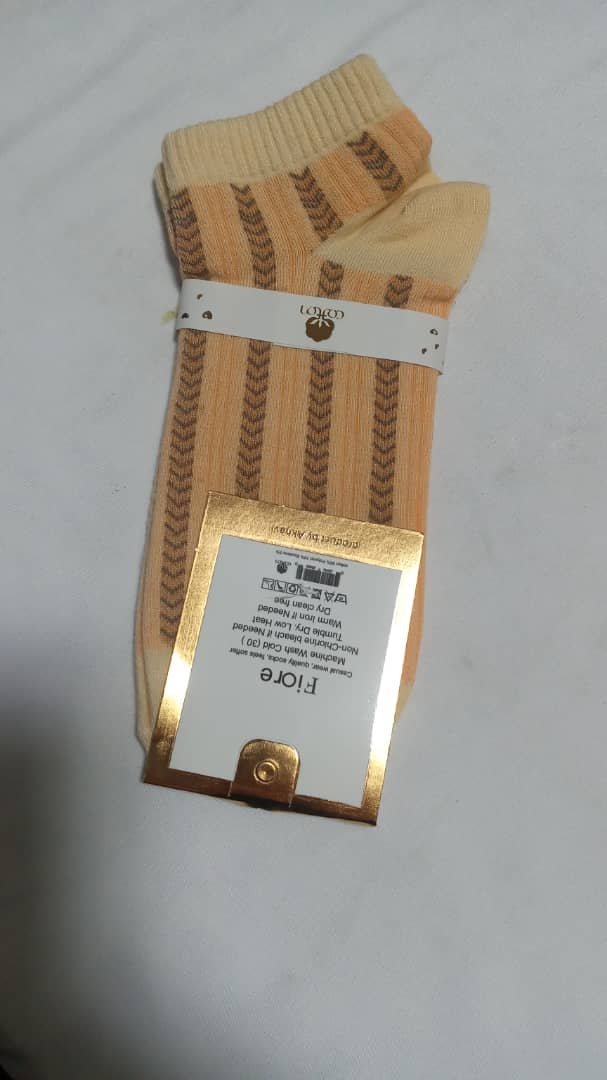 cotton
Fiore
Casual wear, quality socks, feels softer
Machine Wash Cold (30 )
Non-Chlorine bleach if Needed
Tumble Dry, Low Heat
Warm Iron if Needed
Dry clean free
product by Aknavi